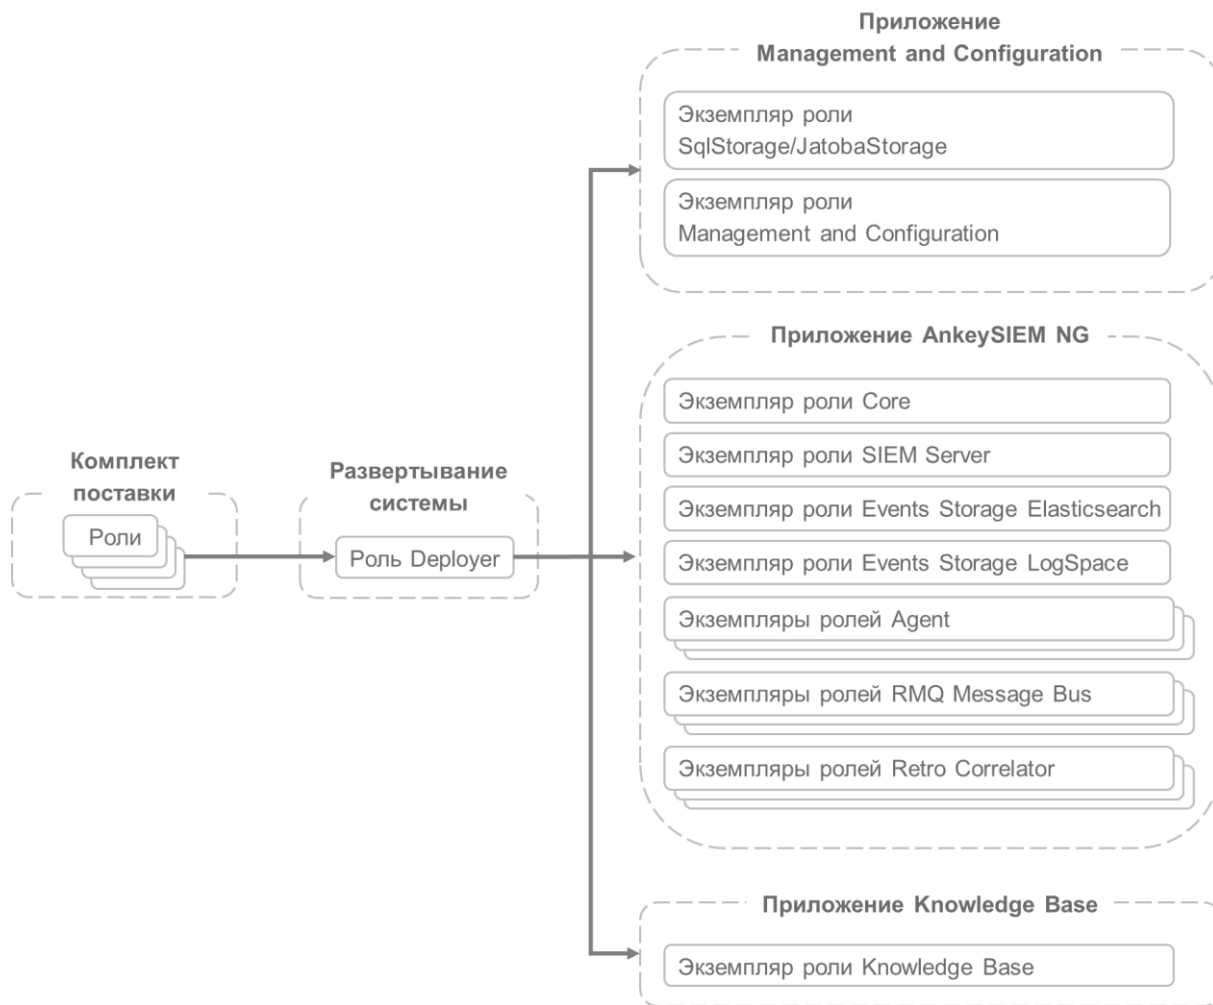 Комплект
поставки
Роли
Развертывание
системы
Роль Deployer
Приложение
Management and Configuration
Экземпляр роли
SqlStorage/JatobaStorage
Экземпляр роли
Management and Configuration
Приложение AnkeySIEM NG
Экземпляр роли Core
Экземпляр роли SIEM Server
Экземпляр роли Events Storage Elasticsearch
Экземпляр роли Events Storage LogSpace
Экземпляры ролей Agent
Экземпляры ролей RMQ Message Bus
Экземпляры ролей Retro Correlator
Приложение Knowledge Base
Экземпляр роли Knowledge Base